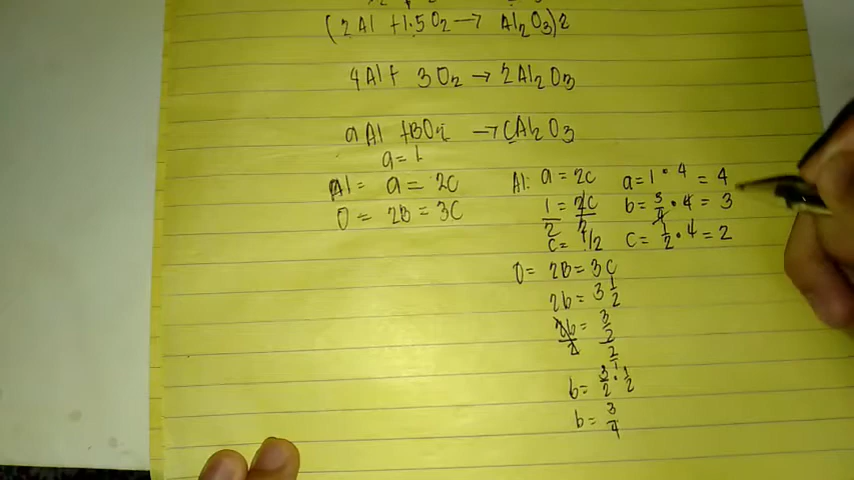 (2Al + 1.5O₂ → Al₂O₃)2
4Al + 3O₂ → 2Al₂O₃
aAl + BO₂ → CAl₂O₃
a = 1
Al = a = 2C
O = 2B = 3C
Al: a = 2C
1/2 = 2C/2
C = 1/2
O = 2B = 3C
2b = 3 1/2
2b/2 = 3/2/2
b = 3/2 · 1/2
b = 3/4
a = 1 · 4 = 4
b = 3/4 · 4 = 3
C = 1/2 · 4 = 2